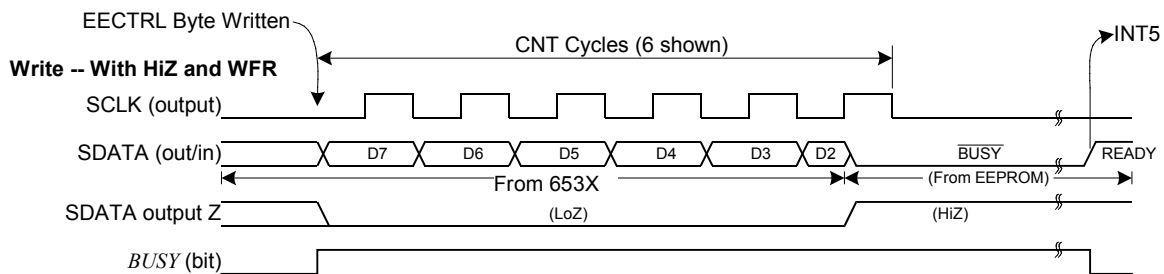 EECTRL Byte Written
INT5
CNT Cycles (6 shown)
Write -- With HiZ and WFR
SCLK (output)
SDATA (out/in) D7 D6 D5 D4 D3 D2 BUSY READY
From 653X (From EEPROM)
SDATA output Z (LoZ) (HiZ)
BUSY (bit)